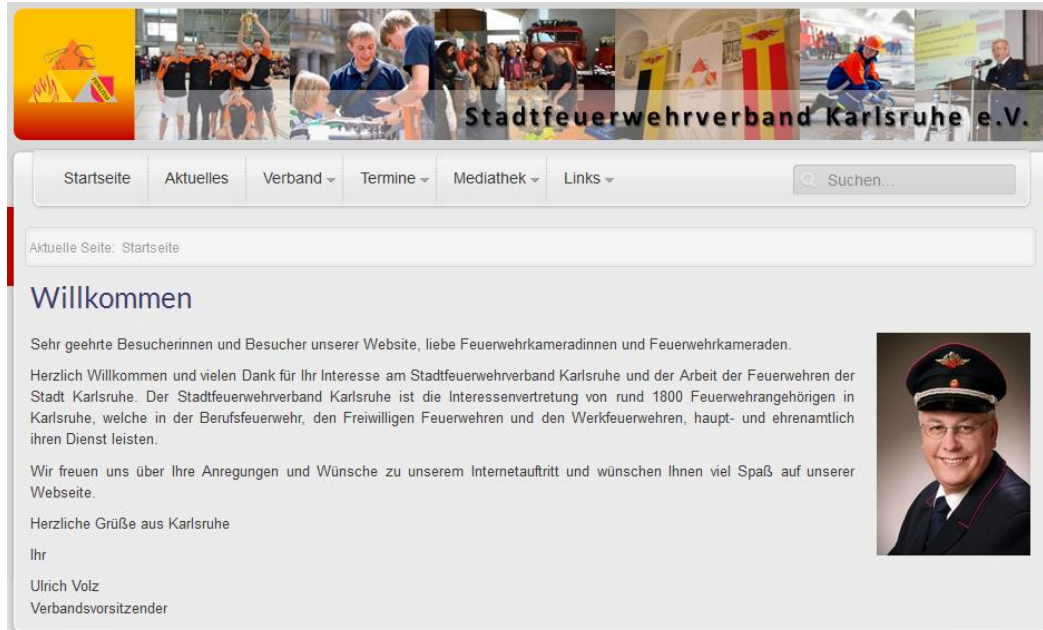 Stadtfeuerwehrverband Karlsruhe e.V.
Startseite Aktuelles Verband Termine Mediathek Links Suchen...
Aktuelle Seite: Startseite
Willkommen
Sehr geehrte Besucherinnen und Besucher unserer Website, liebe Feuerwehrkameradinnen und Feuerwehrkameraden.
Herzlich Willkommen und vielen Dank für Ihr Interesse am Stadtfeuerwehrverband Karlsruhe und der Arbeit der Feuerwehren der
Stadt Karlsruhe. Der Stadtfeuerwehrverband Karlsruhe ist die Interessenvertretung von rund 1800 Feuerwehrangehörigen in
Karlsruhe, welche in der Berufsfeuerwehr, den Freiwilligen Feuerwehren und den Werkfeuerwehren, haupt- und ehrenamtlich
ihren Dienst leisten.
Wir freuen uns über Ihre Anregungen und Wünsche zu unserem Internetauftritt und wünschen Ihnen viel Spaß auf unserer
Webseite.
Herzliche Grüße aus Karlsruhe
Ihr
Ulrich Volz
Verbandsvorsitzender